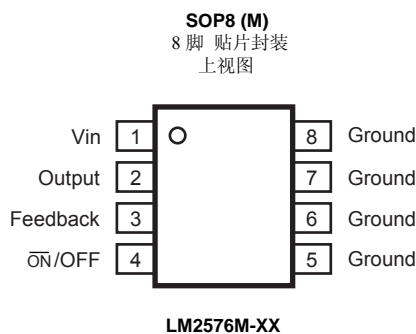 SOP8 (M)
8 脚 贴片封装
上视图
Vin 1 8 Ground
Output 2 7 Ground
Feedback 3 6 Ground
O̅N̅/OFF 4 5 Ground
LM2576M-XX